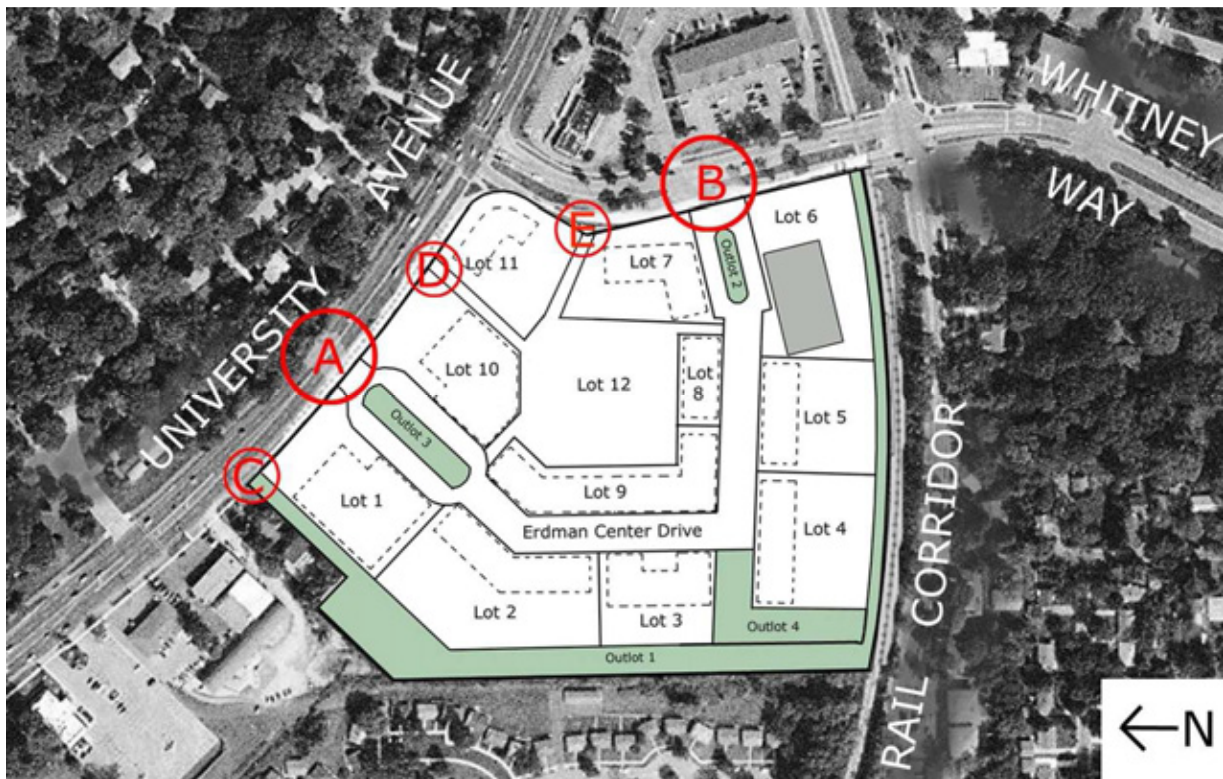 UNIVERSITY AVENUE
WHITNEY WAY
B
Lot 6
E
Outlot 2
D
Lot 11
Lot 7
A
Lot 10
Lot 12
Lot 8
Lot 5
Outlot 3
C
Lot 1
Lot 9
Erdman Center Drive
Lot 4
Lot 2
Lot 3
Outlot 4
Outlot 1
RAIL CORRIDOR
←N